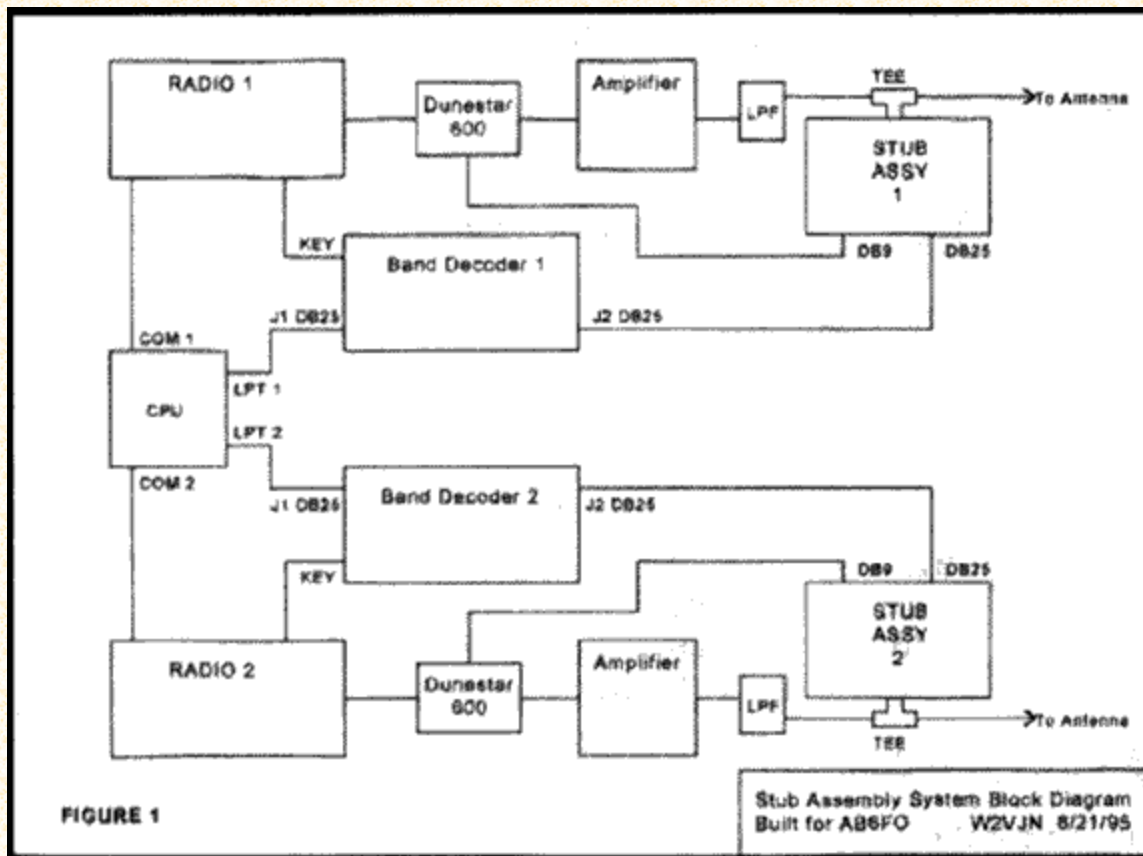 RADIO 1
Dunestar
600
Amplifier
LPF
TEE
To Antenna
STUB
ASSY
1
KEY
Band Decoder 1
DB9
DB25
J1 DB25
J2 DB25
COM 1
LPT 1
CPU
LPT 2
COM 2
J1 DB25
Band Decoder 2
J2 DB25
KEY
DB9
DB25
STUB
ASSY
2
RADIO 2
Dunestar
600
Amplifier
LPF
To Antenna
TEE
FIGURE 1
Stub Assembly System Block Diagram
Built for AB6FO W2VJN 8/21/95